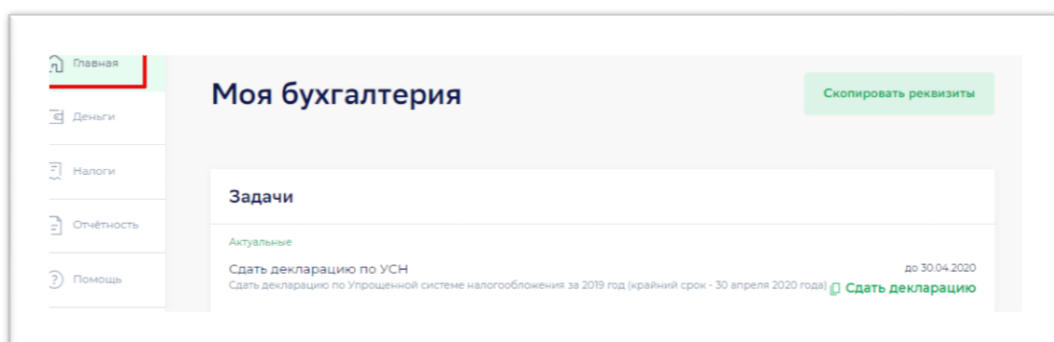 Главная
Моя бухгалтерия
Скопировать реквизиты
Деньги
Налоги
Задачи
Отчётность
Актуальные
Сдать декларацию по УСН
до 30.04.2020
Помощь
Сдать декларацию по Упрощенной системе налогообложения за 2019 год (крайний срок - 30 апреля 2020 года)
Сдать декларацию